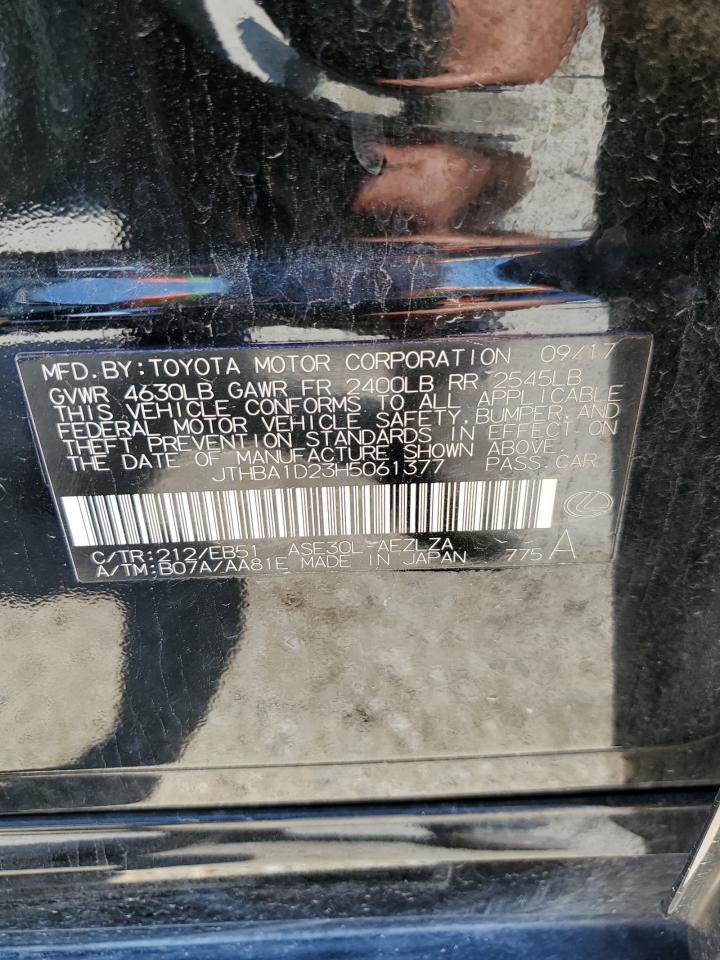 MFD.BY:TOYOTA MOTOR CORPORATION 09/17
GVWR 4630LB GAWR FR 2400LB RR 2545LB
THIS VEHICLE CONFORMS TO ALL APPLICABLE
FEDERAL MOTOR VEHICLE SAFETY,BUMPER,AND
THEFT PREVENTION STANDARDS IN EFFECT ON
THE DATE OF MANUFACTURE SHOWN ABOVE.
JTHBA1D23H5061377 PASS.CAR
C/TR:212/EB51 ASE30L-AEZLZA
A/TM:B07A/AA81E MADE IN JAPAN 775 A